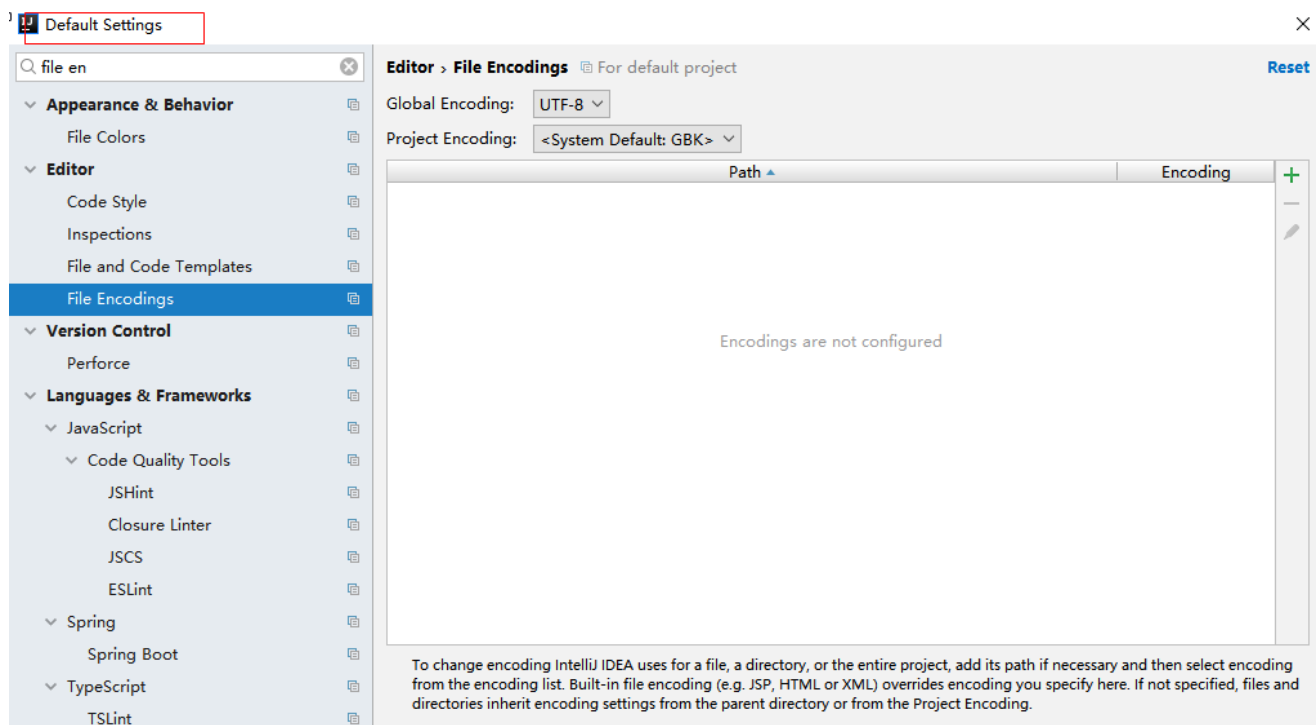 Default Settings
file en
Appearance & Behavior
File Colors
Editor
Code Style
Inspections
File and Code Templates
File Encodings
Version Control
Perforce
Languages & Frameworks
JavaScript
Code Quality Tools
JSHint
Closure Linter
JSCS
ESLint
Spring
Spring Boot
TypeScript
TSLint
Editor › File Encodings For default project Reset
Global Encoding: UTF-8
Project Encoding: <System Default: GBK>
Path Encoding
Encodings are not configured
To change encoding IntelliJ IDEA uses for a file, a directory, or the entire project, add its path if necessary and then select encoding
from the encoding list. Built-in file encoding (e.g. JSP, HTML or XML) overrides encoding you specify here. If not specified, files and
directories inherit encoding settings from the parent directory or from the Project Encoding.